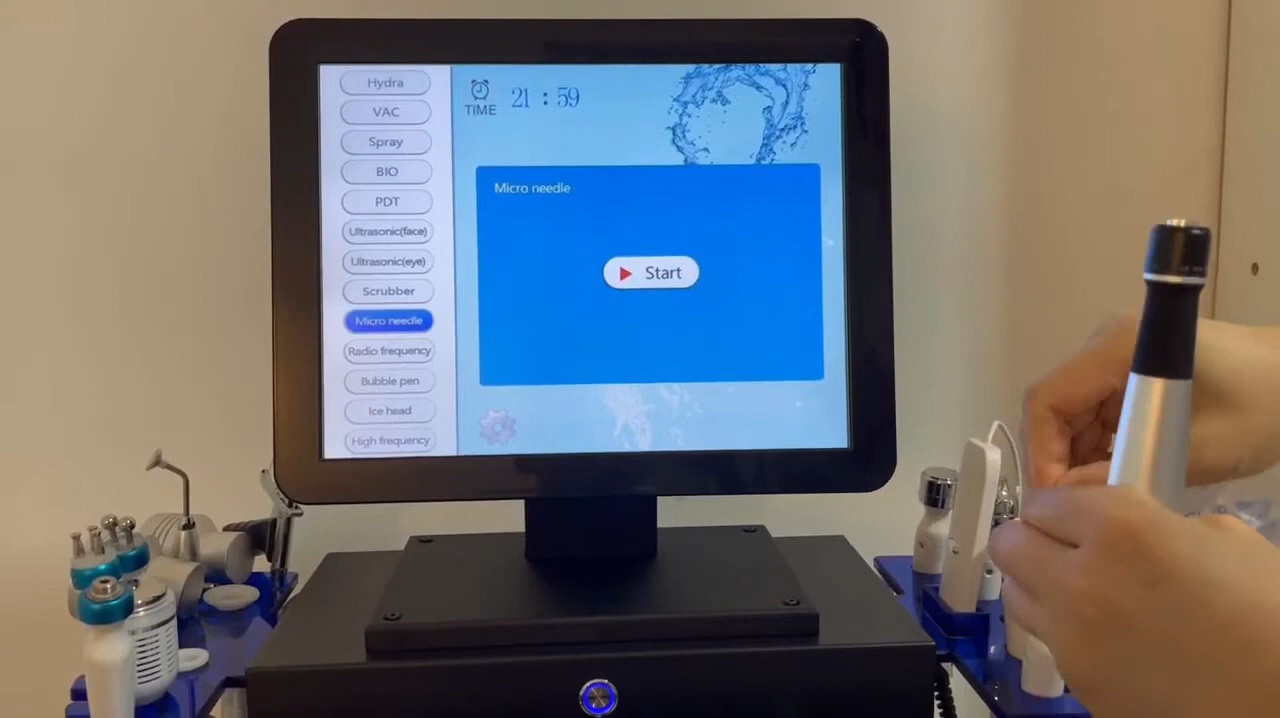 Hydra
VAC
Spray
BIO
PDT
Ultrasonic(face)
Ultrasonic(eye)
Scrubber
Micro needle
Radio frequency
Bubble pen
Ice head
High frequency
TIME 21 : 59
Micro needle
Start